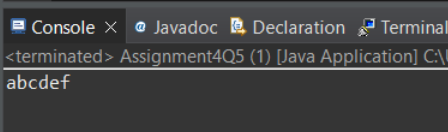 Console Javadoc Declaration Terminal
<terminated> Assignment4Q5 (1) [Java Application] C:\
abcdef